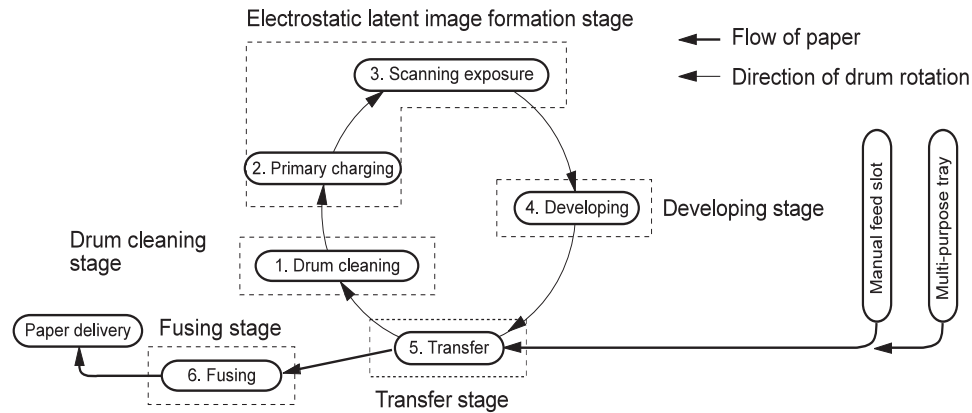 Electrostatic latent image formation stage
Flow of paper
Direction of drum rotation
3. Scanning exposure
2. Primary charging
4. Developing
Developing stage
Manual feed slot
Multi-purpose tray
Drum cleaning
stage
1. Drum cleaning
Paper delivery
Fusing stage
5. Transfer
6. Fusing
Transfer stage